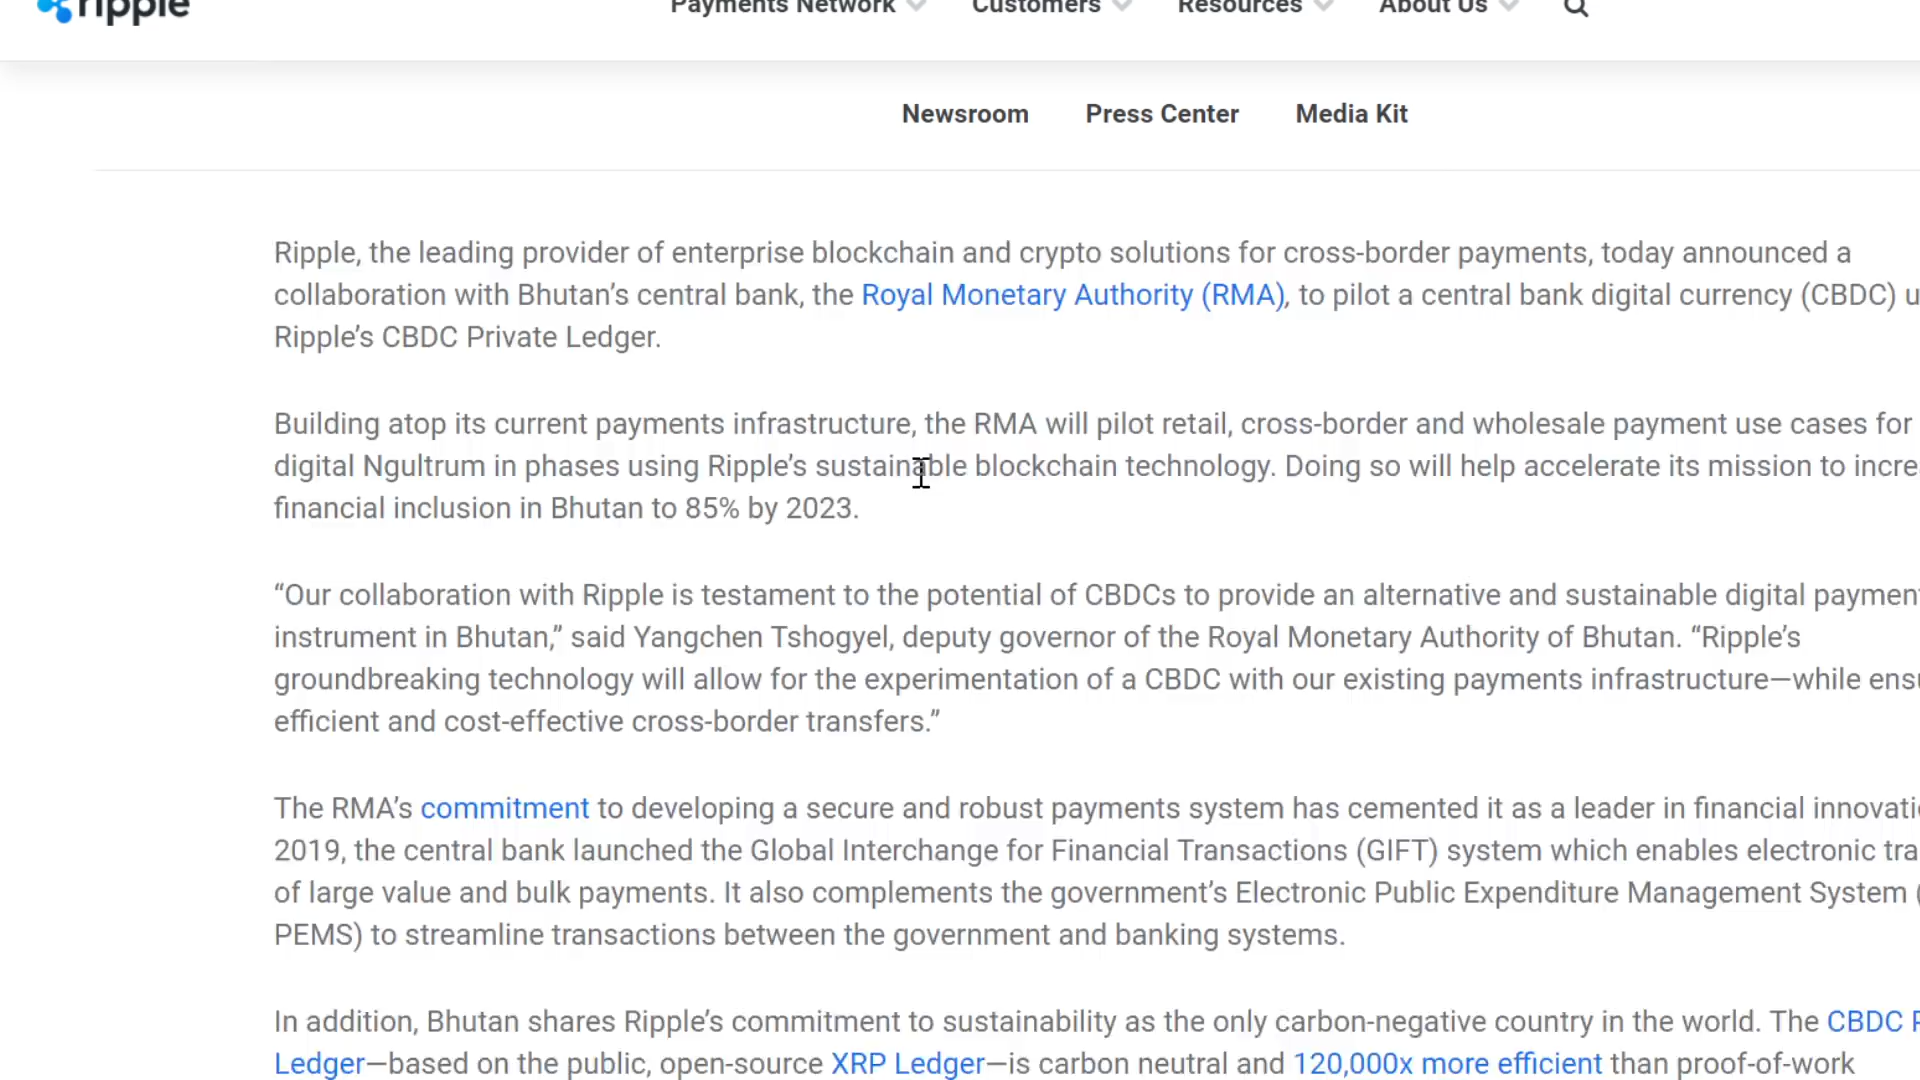 ripple Payments Network Customers Resources About Us
Newsroom Press Center Media Kit
Ripple, the leading provider of enterprise blockchain and crypto solutions for cross-border payments, today announced a
collaboration with Bhutan’s central bank, the Royal Monetary Authority (RMA), to pilot a central bank digital currency (CBDC)
Ripple’s CBDC Private Ledger.
Building atop its current payments infrastructure, the RMA will pilot retail, cross-border and wholesale payment use cases for
digital Ngultrum in phases using Ripple’s sustainable blockchain technology. Doing so will help accelerate its mission to
financial inclusion in Bhutan to 85% by 2023.
“Our collaboration with Ripple is testament to the potential of CBDCs to provide an alternative and sustainable digital payment
instrument in Bhutan,” said Yangchen Tshogyel, deputy governor of the Royal Monetary Authority of Bhutan. “Ripple’s
groundbreaking technology will allow for the experimentation of a CBDC with our existing payments infrastructure—while
efficient and cost-effective cross-border transfers.”
The RMA’s commitment to developing a secure and robust payments system has cemented it as a leader in financial
2019, the central bank launched the Global Interchange for Financial Transactions (GIFT) system which enables electronic
of large value and bulk payments. It also complements the government’s Electronic Public Expenditure Management System (
PEMS) to streamline transactions between the government and banking systems.
In addition, Bhutan shares Ripple’s commitment to sustainability as the only carbon-negative country in the world. The CBDC
Ledger—based on the public, open-source XRP Ledger—is carbon neutral and 120,000x more efficient than proof-of-work